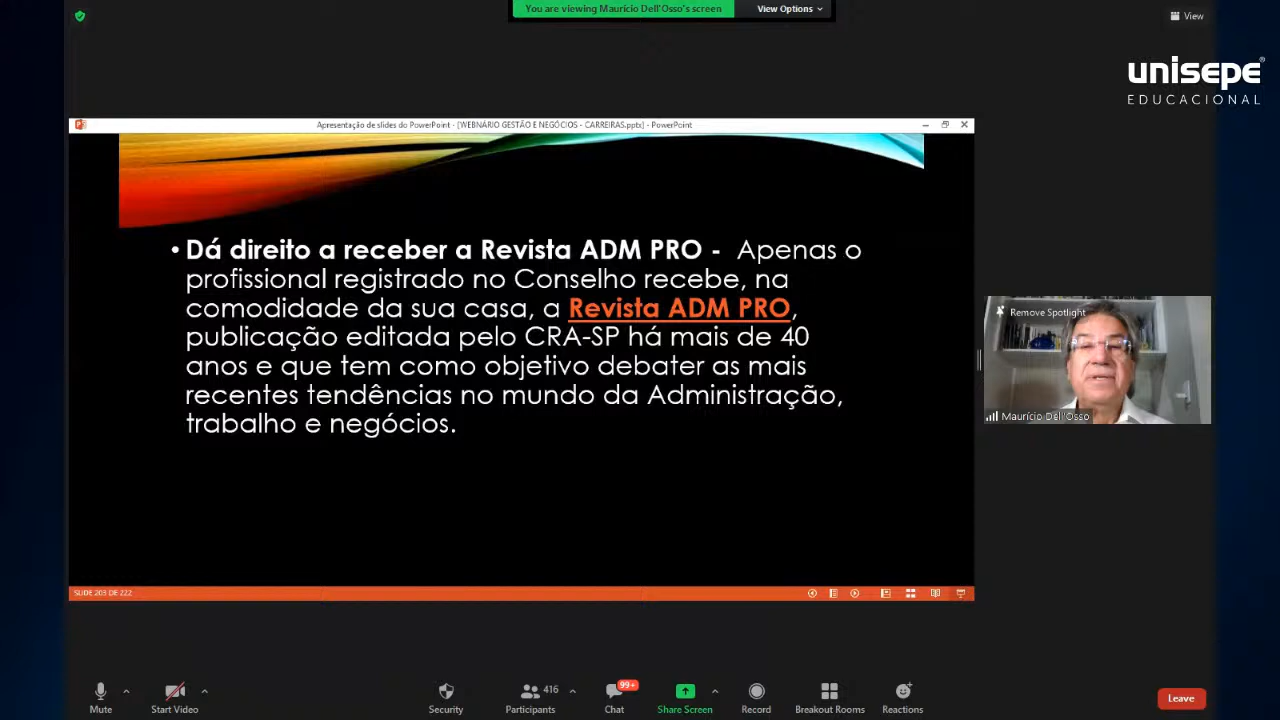 You are viewing Maurício Dell'Osso's screen
View Options
View
unisepe
EDUCACIONAL
Apresentação de slides do PowerPoint - [WEBNÁRIO GESTÃO E NEGÓCIOS - CARREIRAS.pptx] - PowerPoint
• Dá direito a receber a Revista ADM PRO - Apenas o
profissional registrado no Conselho recebe, na
comodidade da sua casa, a Revista ADM PRO,
publicação editada pelo CRA-SP há mais de 40
anos e que tem como objetivo debater as mais
recentes tendências no mundo da Administração,
trabalho e negócios.
Remove Spotlight
Maurício Dell'Osso
SLIDE 203 DE 222
Mute
Start Video
Security
Participants
416
Chat
99+
Share Screen
Record
Breakout Rooms
Reactions
Leave